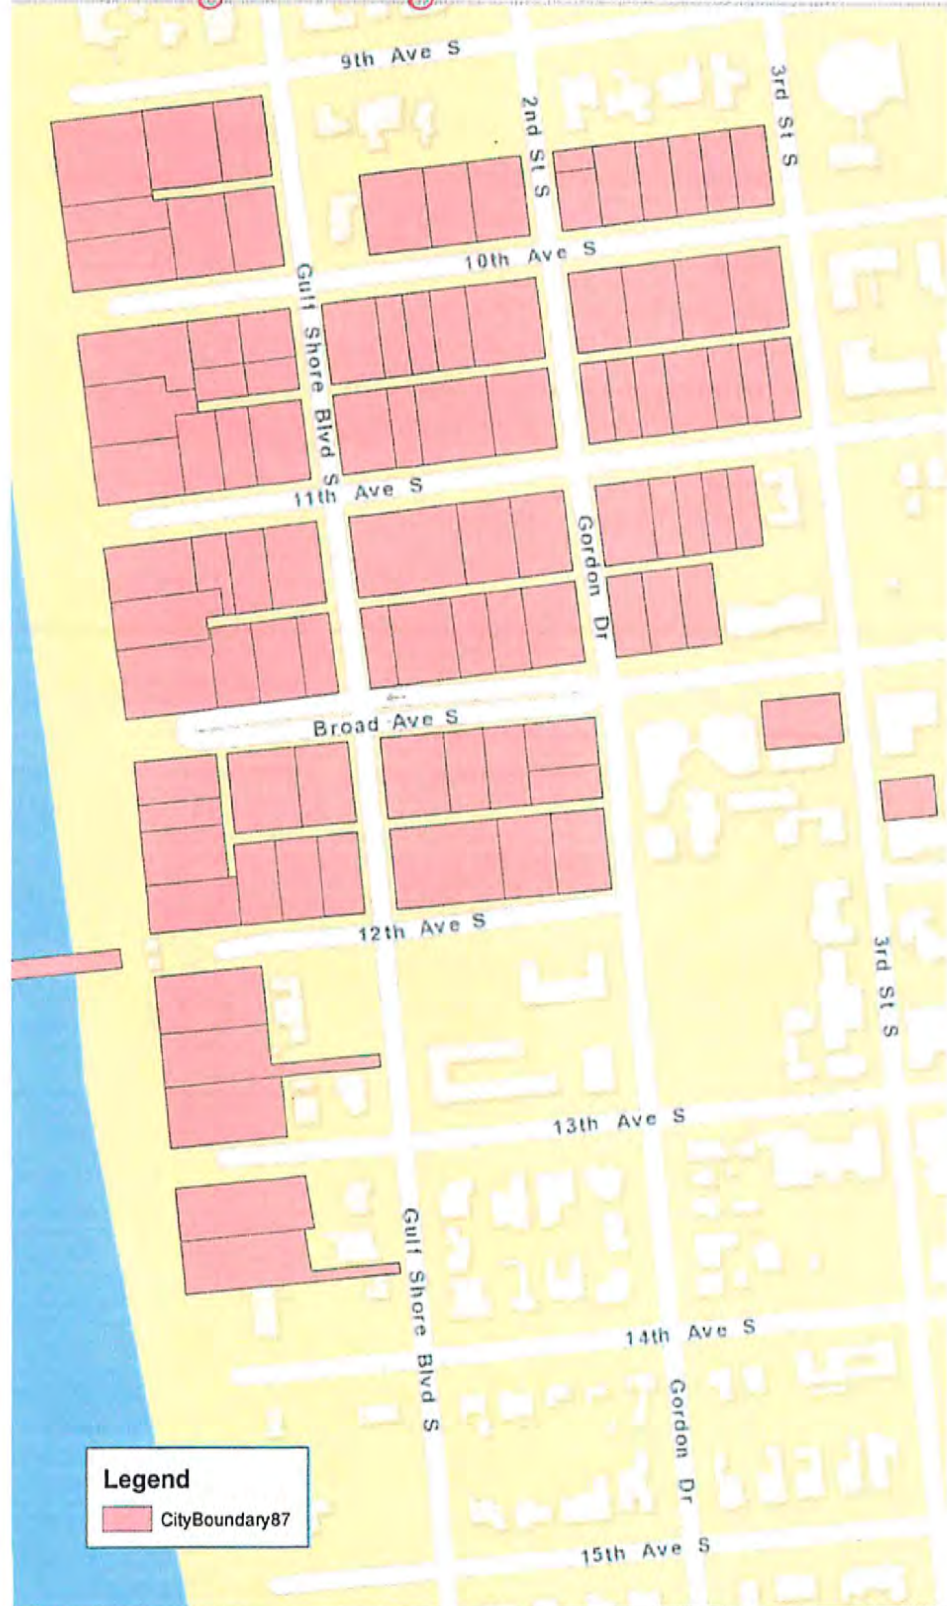 9th Ave S
3rd St S
2nd St S
10th Ave S
Gulf Shore Blvd S
11th Ave S
Gordon Dr
Broad Ave S
12th Ave S
3rd St S
13th Ave S
Gulf Shore Blvd S
14th Ave S
Gordon Dr
Legend
CityBoundary87
15th Ave S